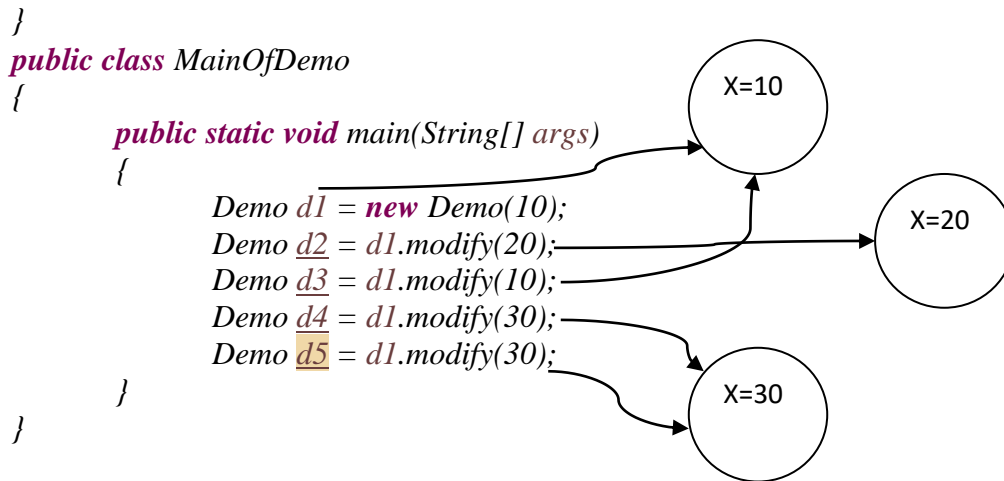 }
public class MainOfDemo
{
public static void main(String[] args)
{
Demo d1 = new Demo(10);
Demo d2 = d1.modify(20);
Demo d3 = d1.modify(10);
Demo d4 = d1.modify(30);
Demo d5 = d1.modify(30);
}
}
X=10
X=20
X=30